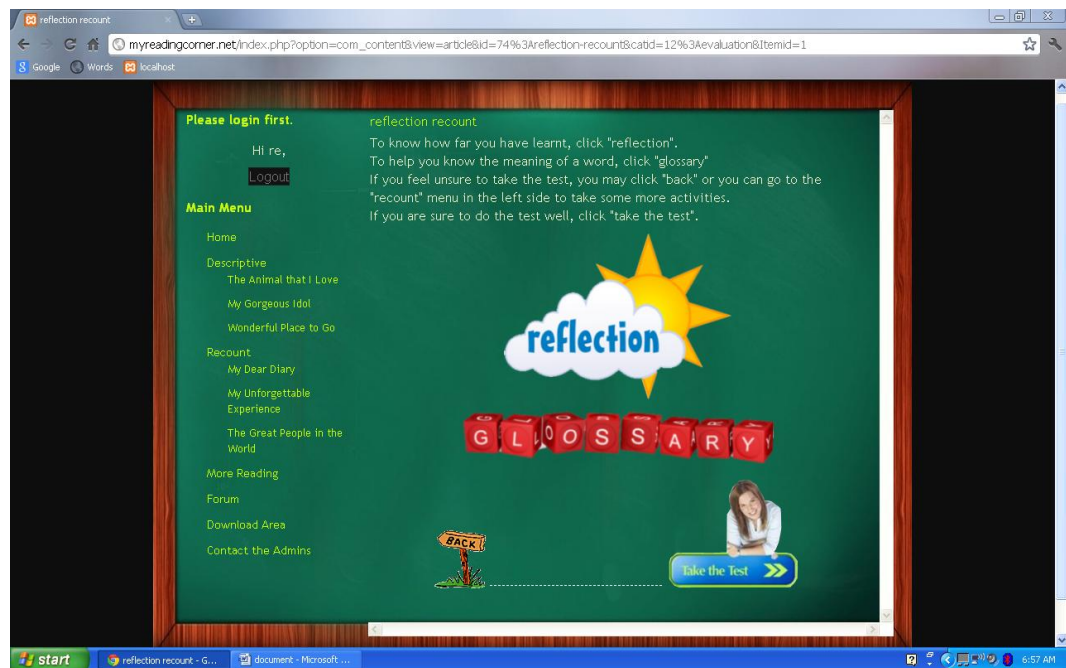 reflection recount
myreadingcorner.net/index.php?option=com_content&view=article&id=74%3Areflection-recount&catid=12%3Aevaluation&Itemid=1
Google Words localhost
Please login first.
Hi re,
Logout
Main Menu
Home
Descriptive
The Animal that I Love
My Gorgeous Idol
Wonderful Place to Go
Recount
My Dear Diary
My Unforgettable
Experience
The Great People in the
World
More Reading
Forum
Download Area
Contact the Admins
reflection recount
To know how far you have learnt, click "reflection".
To help you know the meaning of a word, click "glossary"
If you feel unsure to take the test, you may click "back" or you can go to the
"recount" menu in the left side to take some more activities.
If you are sure to do the test well, click "take the test".
reflection
GLOSSARY
BACK
Take the Test
start reflection recount - G... document - Microsoft ... 6:57 AM